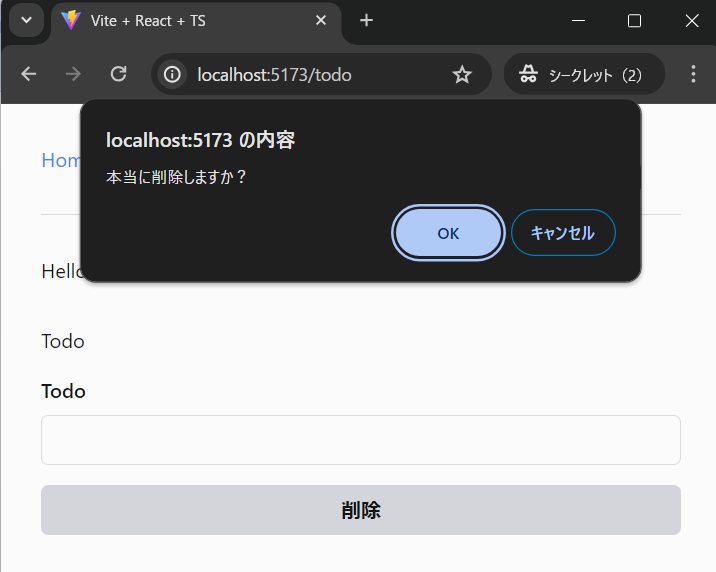 Vite + React + TS
localhost:5173/todo
シークレット（2）
localhost:5173 の内容
本当に削除しますか？
OK
キャンセル
Hom
Hello
Todo
Todo
削除